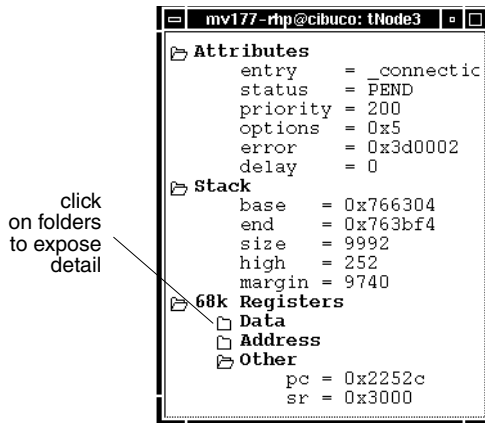 mv177-rhp@cibuco: tNode3
Attributes
entry = _connectic
status = PEND
priority = 200
options = 0x5
error = 0x3d0002
delay = 0
Stack
base = 0x766304
end = 0x763bf4
size = 9992
high = 252
margin = 9740
68k Registers
Data
Address
Other
pc = 0x2252c
sr = 0x3000
click
on folders
to expose
detail